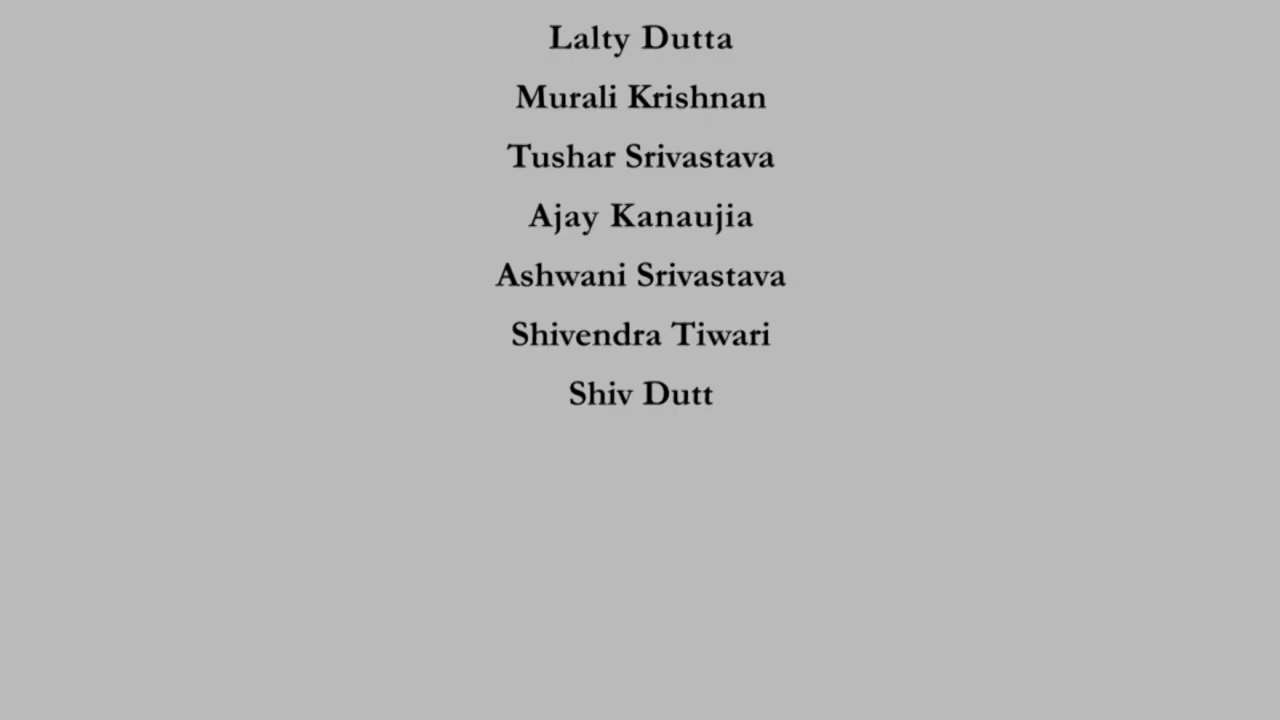 Lalty Dutta
Murali Krishnan
Tushar Srivastava
Ajay Kanaujia
Ashwani Srivastava
Shivendra Tiwari
Shiv Dutt